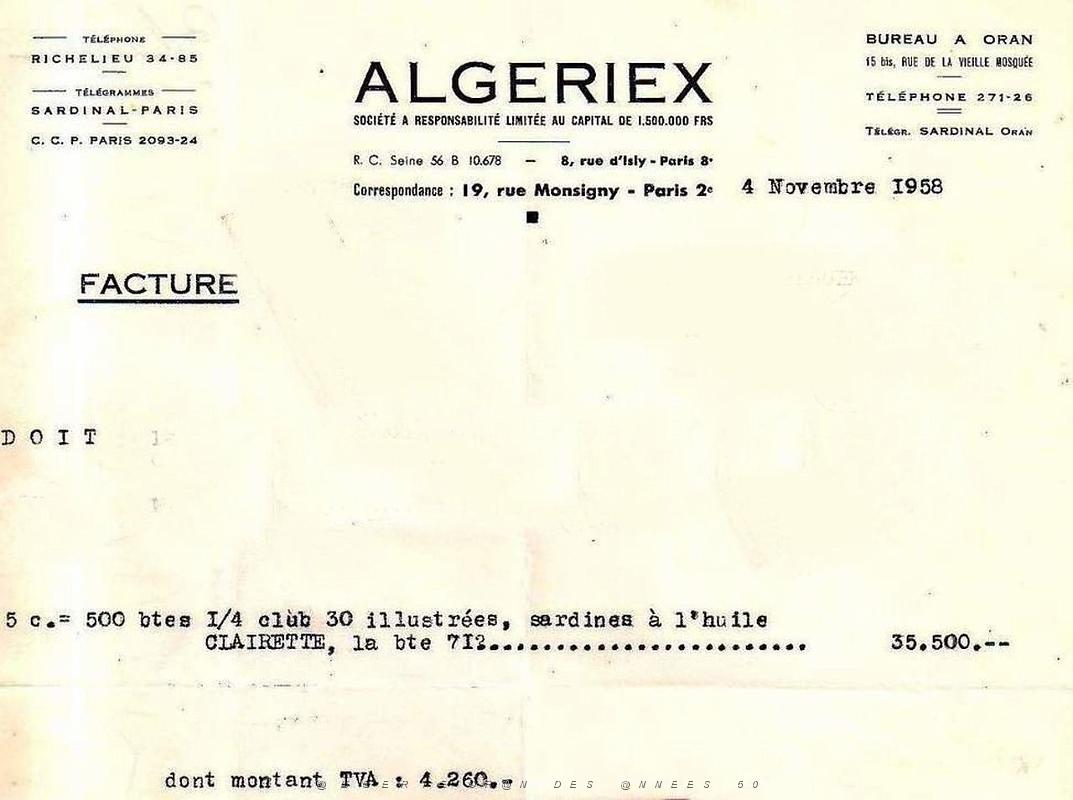 TÉLÉPHONE
RICHELIEU 34-85
TÉLÉGRAMMES
SARDINAL-PARIS
C. C. P. PARIS 2093-24
ALGERIEX
SOCIÉTÉ A RESPONSABILITÉ LIMITÉE AU CAPITAL DE 1.500.000 FRS
R. C. Seine 56 B 10.678 — 8, rue d'Isly - Paris 8e
Correspondance : 19, rue Monsigny - Paris 2e
BUREAU A ORAN
15 bis, RUE DE LA VIEILLE MOSQUÉE
TÉLÉPHONE 271-26
TÉLÉGR. SARDINAL ORAN
4 Novembre 1958
FACTURE
D O I T
5 c.= 500 btes I/4 club 30 illustrées, sardines à l'huile
CLAIRETTE, la bte 71 35.500.--
dont montant TVA : 4.260.-
DES @NNEES 60